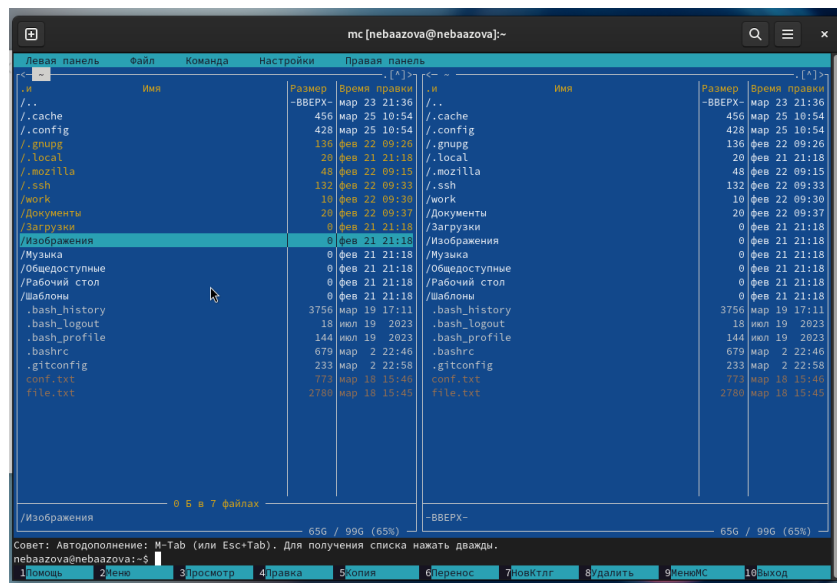 mc [nebaazova@nebaazova]:~
Левая панель Файл Команда Настройки Правая панель
<— ~ .[^]> <— ~ .[^]>
.и Имя Размер Время правки .и Имя Размер Время правки
/.. -ВВЕРХ- мар 23 21:36 /.. -ВВЕРХ- мар 23 21:36
/.cache 456 мар 25 10:54 /.cache 456 мар 25 10:54
/.config 428 мар 25 10:54 /.config 428 мар 25 10:54
/.gnupg 136 фев 22 09:26 /.gnupg 136 фев 22 09:26
/.local 20 фев 21 21:18 /.local 20 фев 21 21:18
/.mozilla 48 фев 22 09:15 /.mozilla 48 фев 22 09:15
/.ssh 132 фев 22 09:33 /.ssh 132 фев 22 09:33
/work 10 фев 22 09:30 /work 10 фев 22 09:30
/Документы 20 фев 22 09:37 /Документы 20 фев 22 09:37
/Загрузки 0 фев 21 21:18 /Загрузки 0 фев 21 21:18
/Изображения 0 фев 21 21:18 /Изображения 0 фев 21 21:18
/Музыка 0 фев 21 21:18 /Музыка 0 фев 21 21:18
/Общедоступные 0 фев 21 21:18 /Общедоступные 0 фев 21 21:18
/Рабочий стол 0 фев 21 21:18 /Рабочий стол 0 фев 21 21:18
/Шаблоны 0 фев 21 21:18 /Шаблоны 0 фев 21 21:18
.bash_history 3756 мар 19 17:11 .bash_history 3756 мар 19 17:11
.bash_logout 18 июл 19 2023 .bash_logout 18 июл 19 2023
.bash_profile 144 июл 19 2023 .bash_profile 144 июл 19 2023
.bashrc 679 мар 2 22:46 .bashrc 679 мар 2 22:46
.gitconfig 233 мар 2 22:58 .gitconfig 233 мар 2 22:58
conf.txt 773 мар 18 15:46 conf.txt 773 мар 18 15:46
file.txt 2780 мар 18 15:45 file.txt 2780 мар 18 15:45
0 Б в 7 файлах
/Изображения -ВВЕРХ-
65G / 99G (65%) 65G / 99G (65%)
Совет: Автодополнение: M-Tab (или Esc+Tab). Для получения списка нажать дважды.
nebaazova@nebaazova:~$
1Помощь 2Меню 3Просмотр 4Правка 5Копия 6Перенос 7НовКтлг 8Удалить 9МенюMC 10Выход